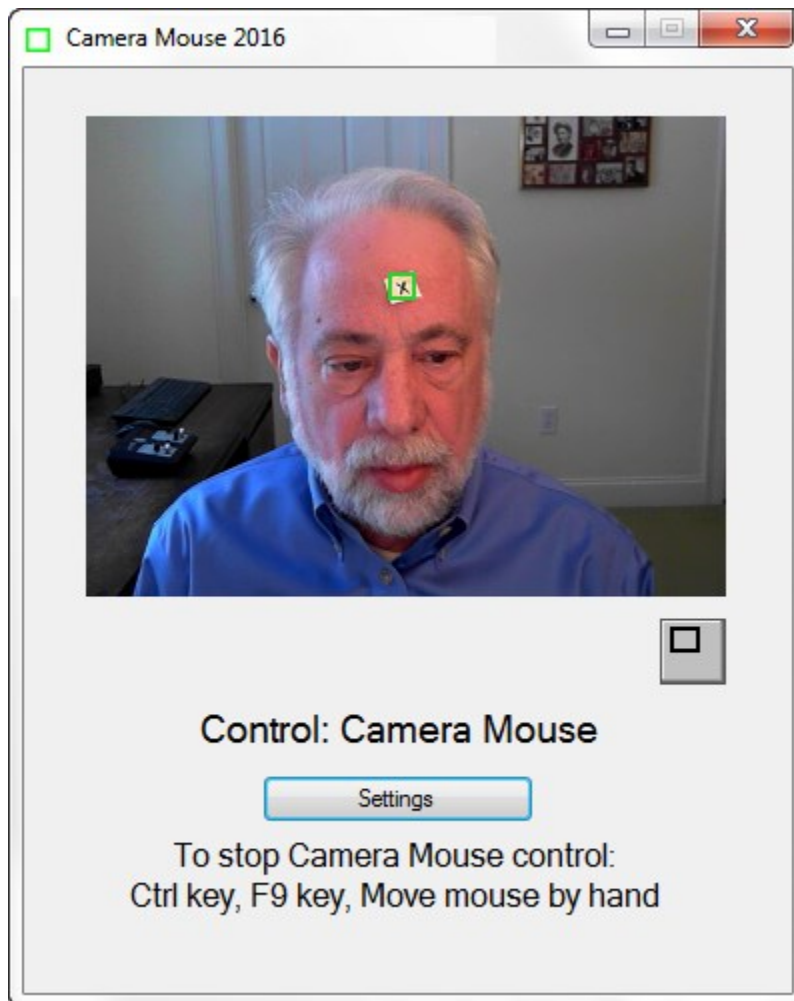 Camera Mouse 2016
Control: Camera Mouse
Settings
To stop Camera Mouse control:
Ctrl key, F9 key, Move mouse by hand